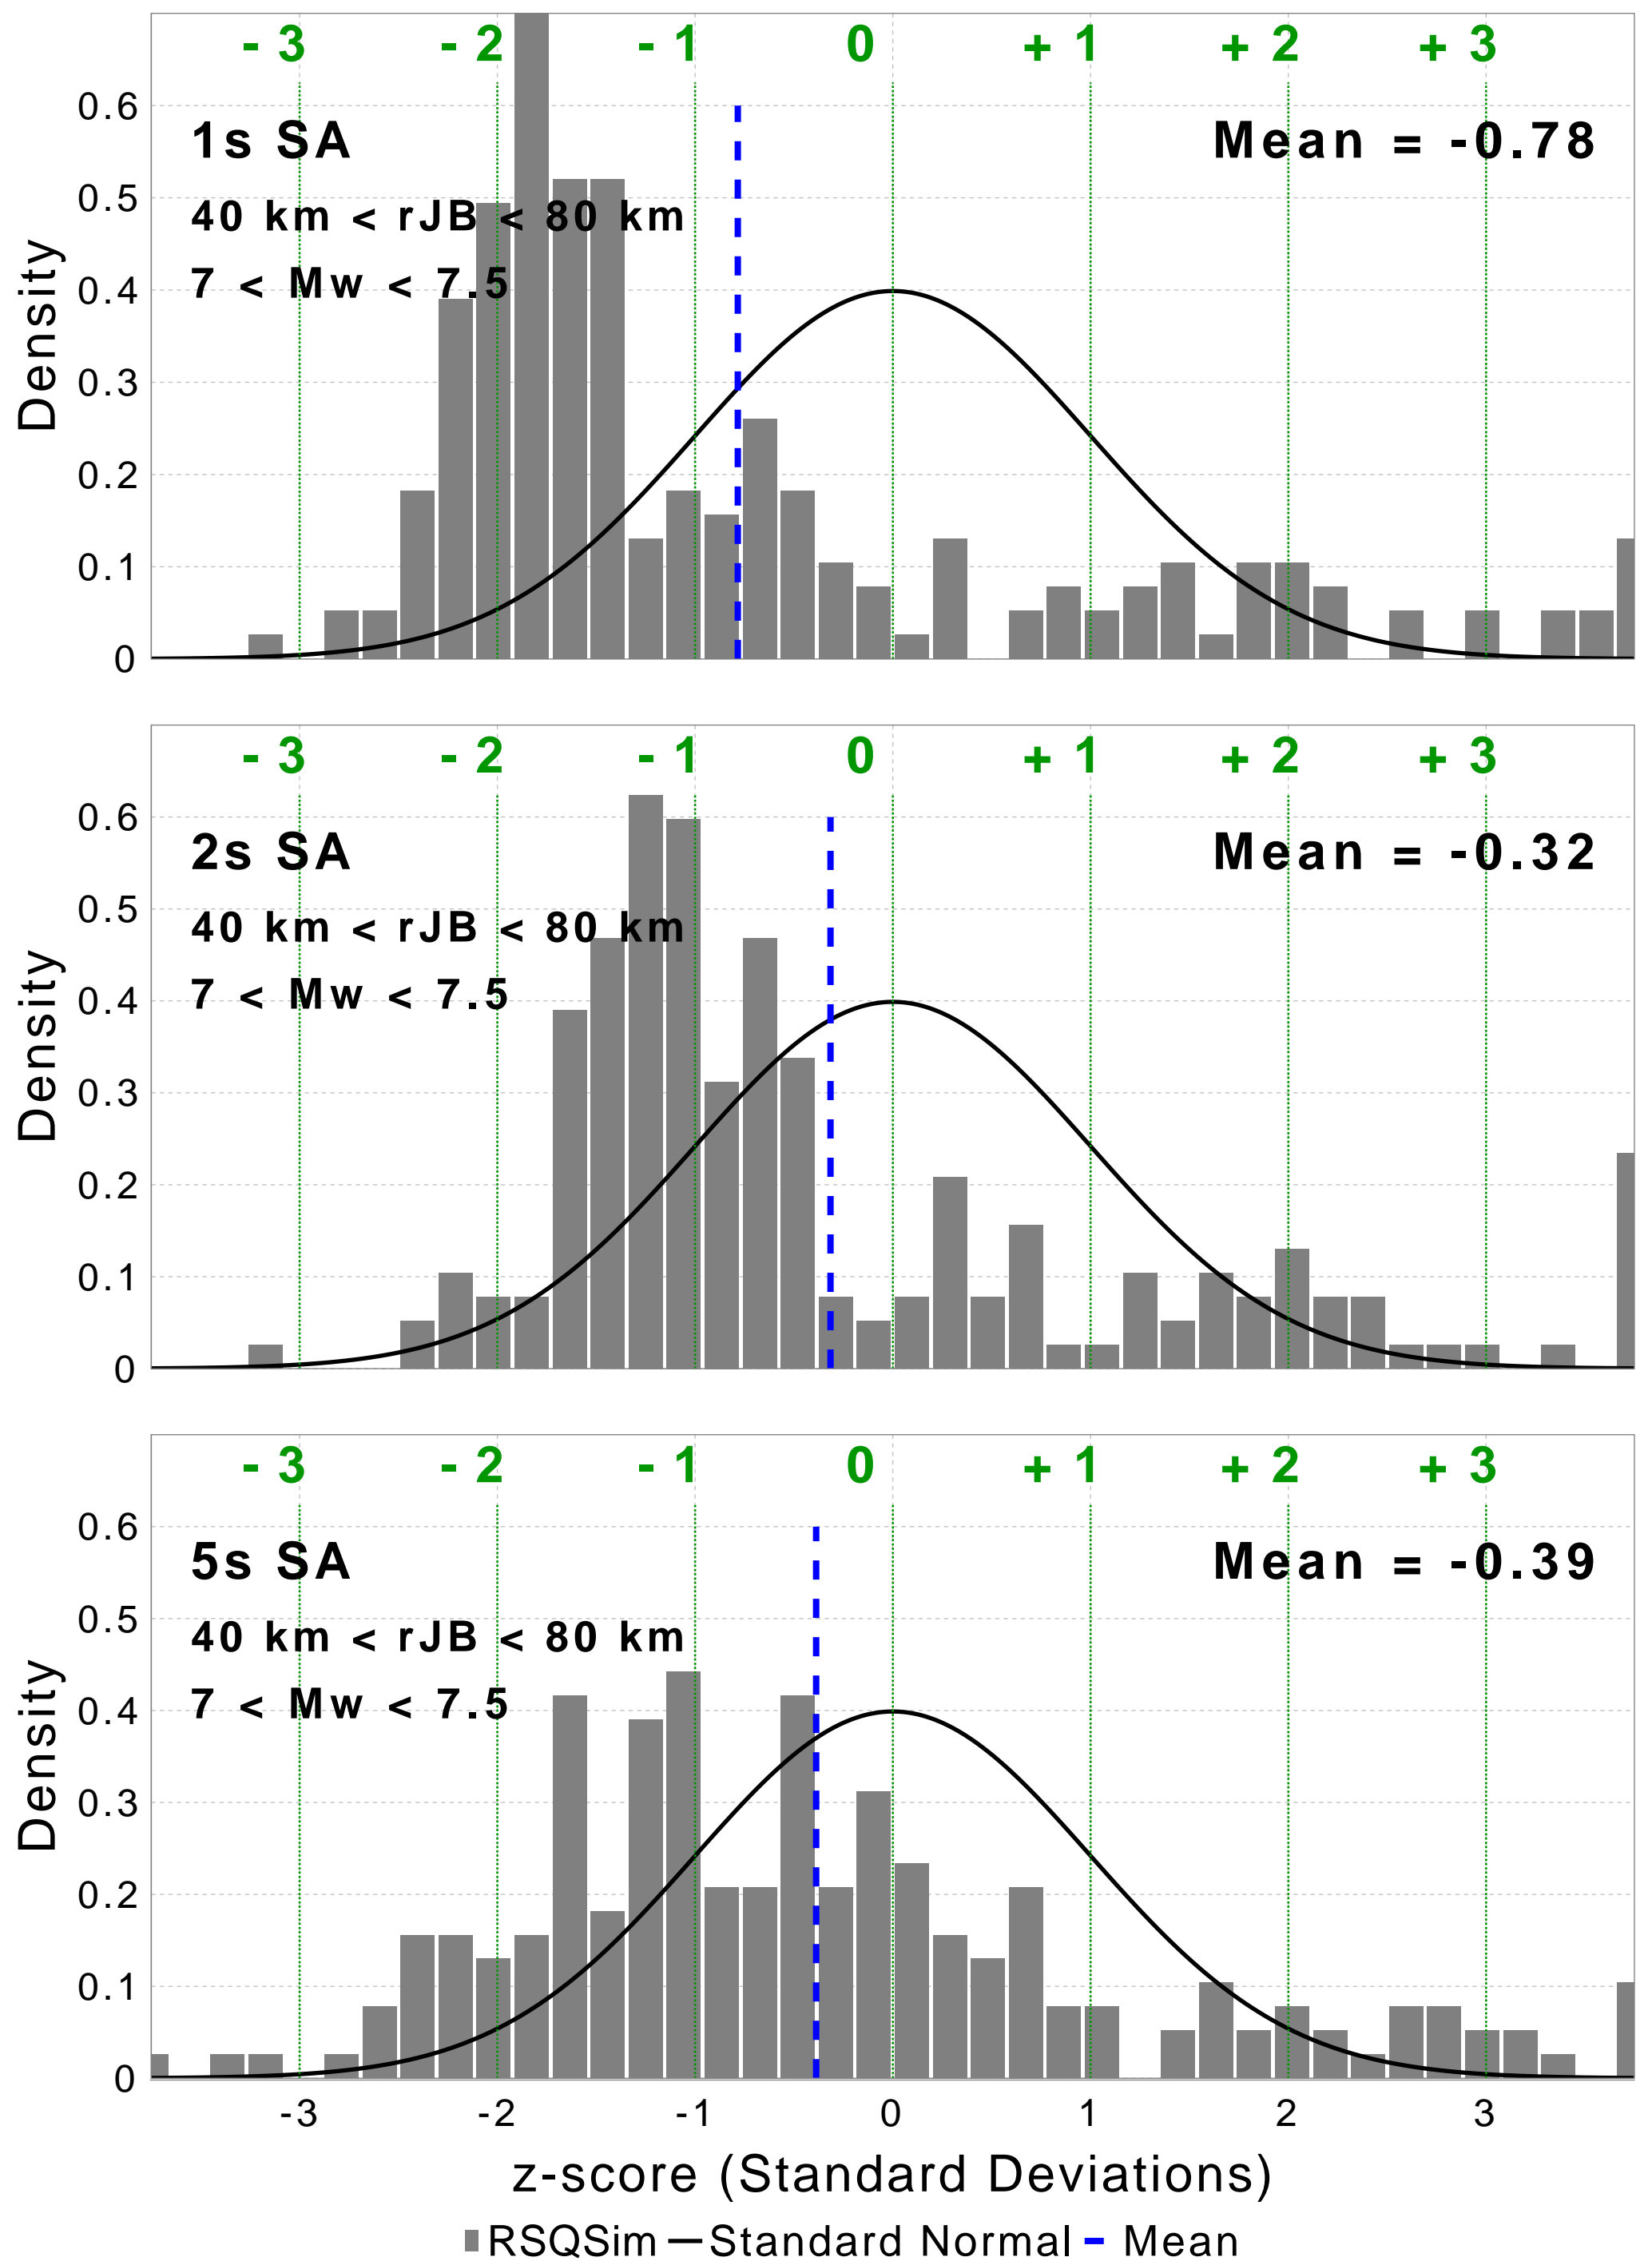 - 3 - 2 - 1 0 + 1 + 2 + 3
0.6
1s SA Mean = -0.78
0.5
40 km < rJB < 80 km
7 < Mw < 7.5
0.4
Density
0.3
0.2
0.1
0
- 3 - 2 - 1 0 + 1 + 2 + 3
0.6
2s SA Mean = -0.32
0.5
40 km < rJB < 80 km
7 < Mw < 7.5
0.4
Density
0.3
0.2
0.1
0
- 3 - 2 - 1 0 + 1 + 2 + 3
0.6
5s SA Mean = -0.39
0.5
40 km < rJB < 80 km
7 < Mw < 7.5
0.4
Density
0.3
0.2
0.1
0
-3 -2 -1 0 1 2 3
z-score (Standard Deviations)
RSQSim Standard Normal Mean